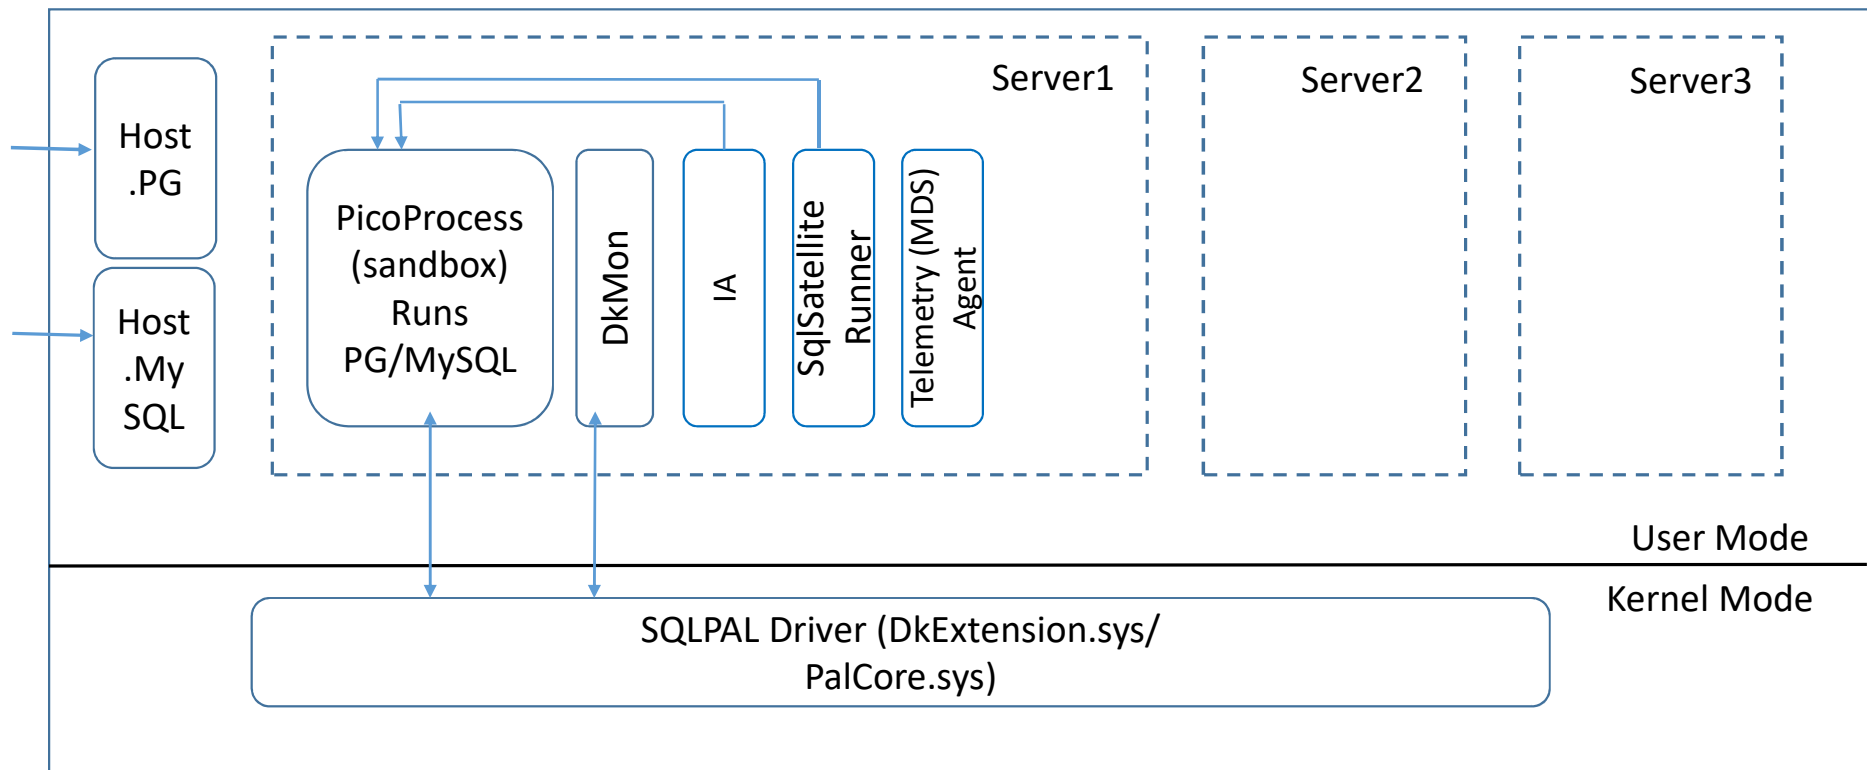 Host
.PG
Host
.My
SQL
Server1
PicoProcess
(sandbox)
Runs
PG/MySQL
DkMon
IA
SqlSatellite
Runner
Telemetry (MDS)
Agent
Server2
Server3
User Mode
Kernel Mode
SQLPAL Driver (DkExtension.sys/
PalCore.sys)